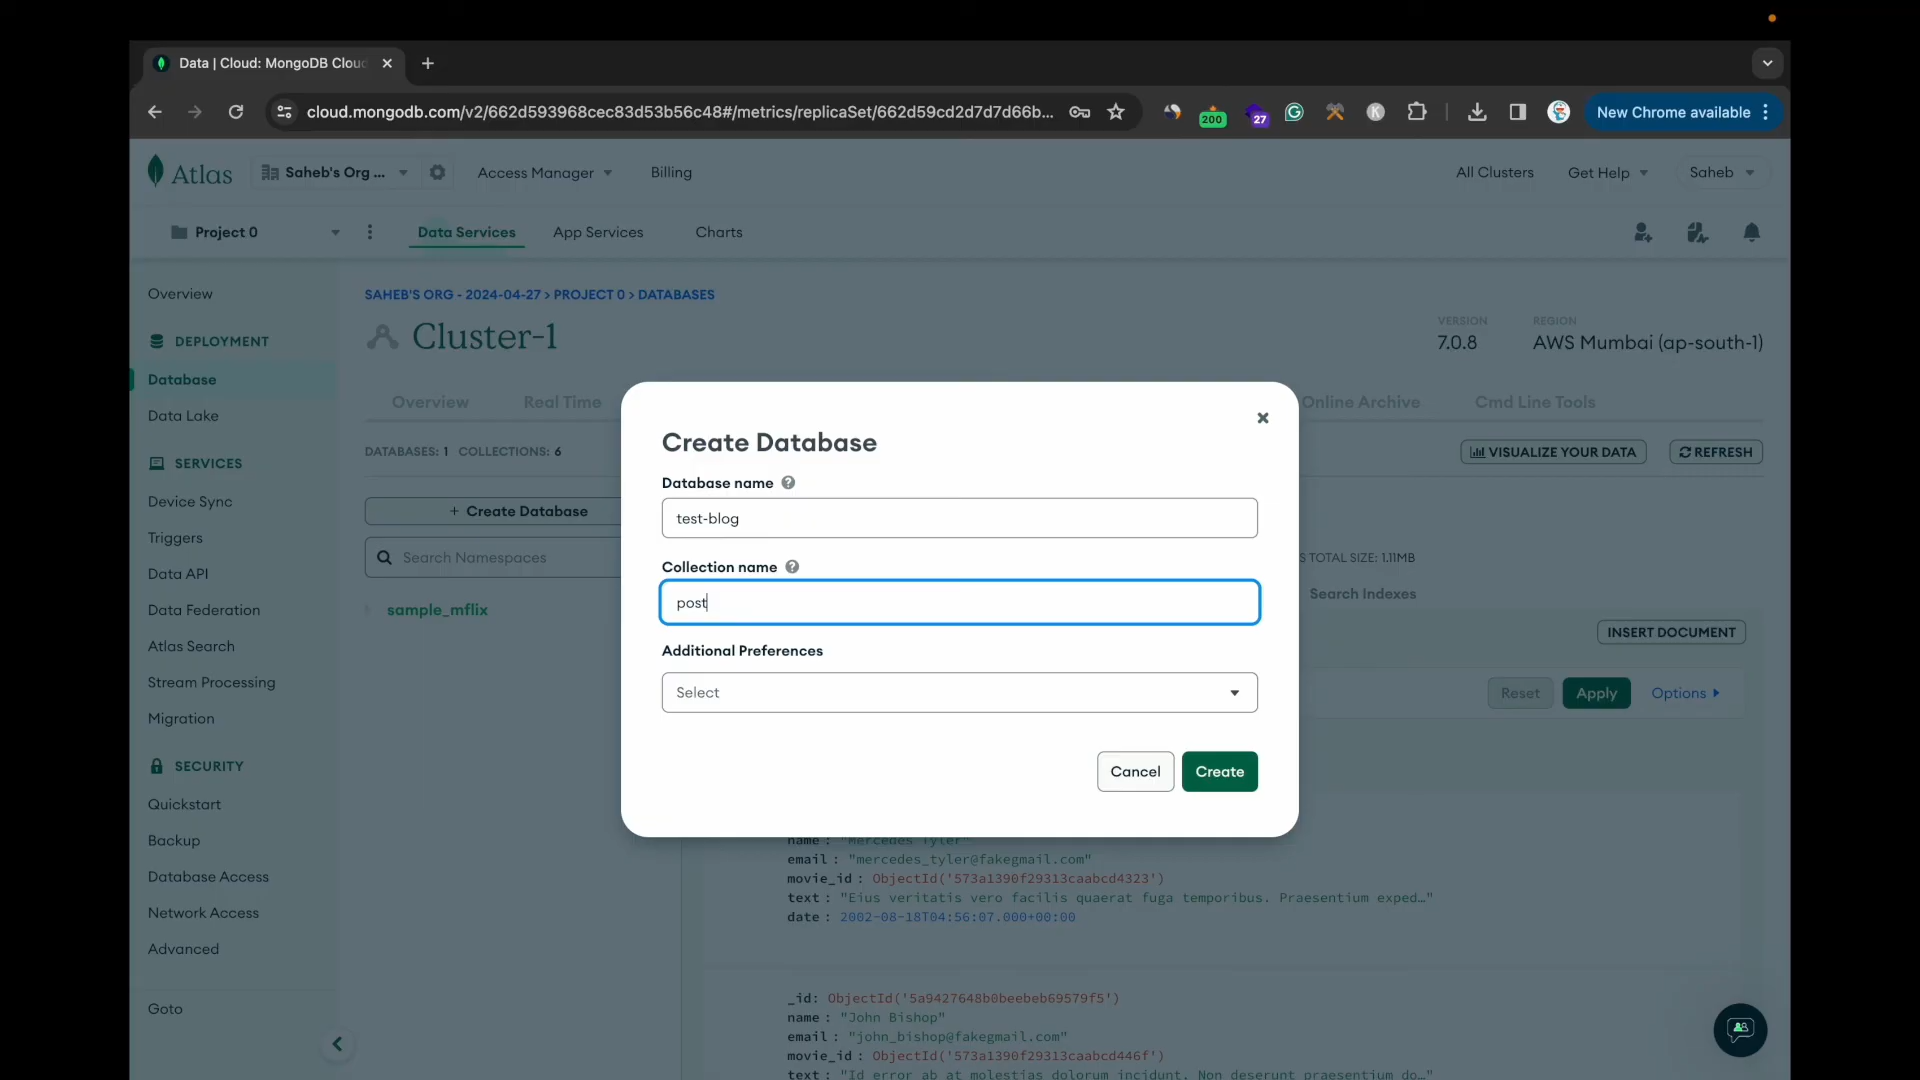 Data | Cloud: MongoDB Cloud
cloud.mongodb.com/v2/662d593968cec83d53b56c48#/metrics/replicaSet/662d59cd2d7d7d66b...
200
27
K
New Chrome available
Atlas
Saheb's Org ...
Access Manager
Billing
All Clusters
Get Help
Saheb
Project 0
Data Services
App Services
Charts
Overview
DEPLOYMENT
Database
Data Lake
SERVICES
Device Sync
Triggers
Data API
Data Federation
Atlas Search
Stream Processing
Migration
SECURITY
Quickstart
Backup
Database Access
Network Access
Advanced
Goto
SAHEB'S ORG - 2024-04-27 > PROJECT 0 > DATABASES
Cluster-1
VERSION
7.0.8
REGION
AWS Mumbai (ap-south-1)
Overview
Real Time
Online Archive
Cmd Line Tools
DATABASES: 1 COLLECTIONS: 6
VISUALIZE YOUR DATA
REFRESH
+ Create Database
Search Namespaces
sample_mflix
TOTAL SIZE: 1.11MB
Search Indexes
INSERT DOCUMENT
Reset
Apply
Options
Create Database
Database name
test-blog
Collection name
post
Additional Preferences
Select
Cancel
Create
name : "Mercedes Tyler"
email : "mercedes_tyler@fakegmail.com"
movie_id : ObjectId('573a1390f29313caabcd4323')
text : "Eius veritatis vero facilis quaerat fuga temporibus. Praesentium exped…"
date : 2002-08-18T04:56:07.000+00:00
_id: ObjectId('5a9427648b0beebeb69579f5')
name : "John Bishop"
email : "john_bishop@fakegmail.com"
movie_id : ObjectId('573a1390f29313caabcd446f')
text : "Id error ab at molestias dolorum incidunt. Non deserunt praesentium do…"